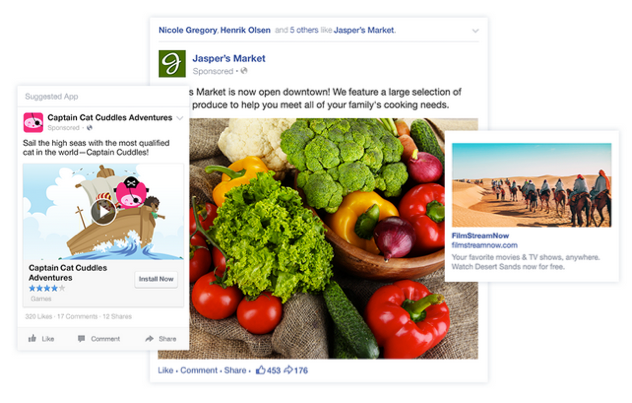 Nicole Gregory, Henrik Olsen and 5 others like Jasper's Market.
Jasper's Market
Sponsored ·
s Market is now open downtown! We feature a large selection of
produce to help you meet all of your family's cooking needs.
Like · Comment · Share · 453 176
Suggested App
Captain Cat Cuddles Adventures
Sponsored ·
Sail the high seas with the most qualified
cat in the world—Captain Cuddles!
Captain Cat Cuddles
Adventures
Install Now
Games
320 Likes · 17 Comments · 12 Shares
Like Comment Share
FilmStreamNow
filmstreamnow.com
Your favorite movies & TV shows, anywhere.
Watch Desert Sands now for free.